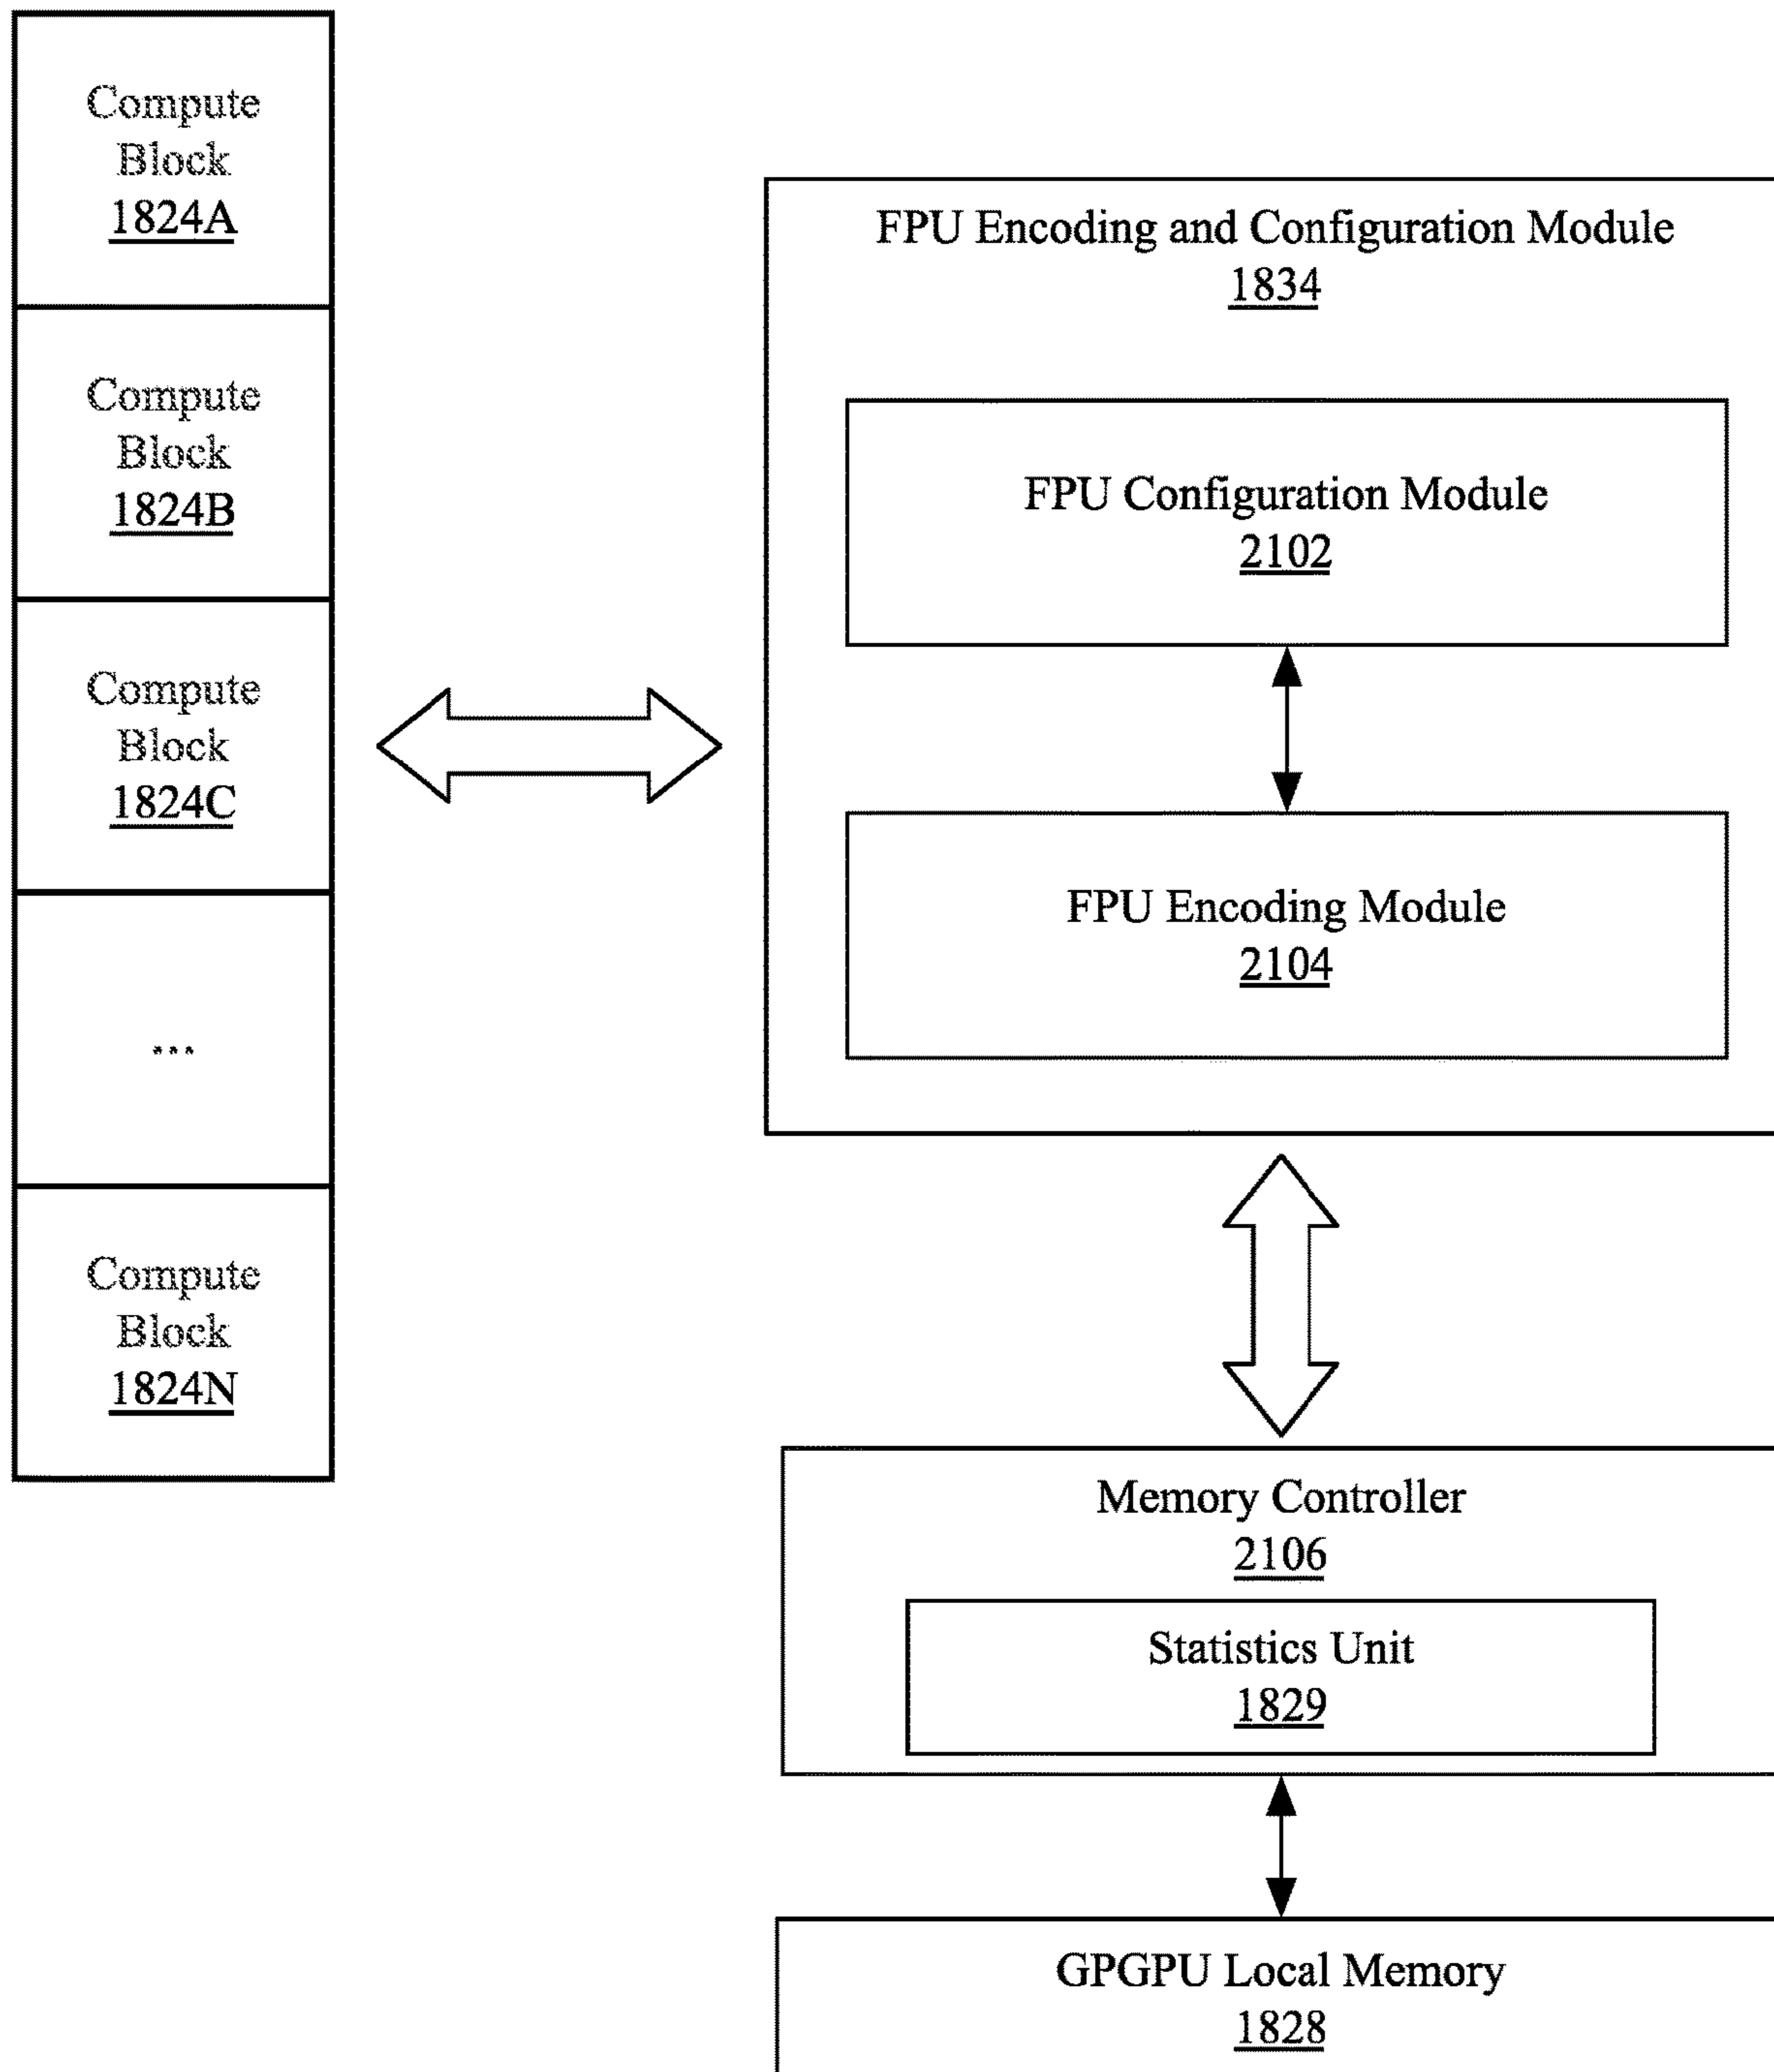 Compute
Block
1824A
Compute
Block
1824B
Compute
Block
1824C
...
Compute
Block
1824N
FPU Encoding and Configuration Module
1834
FPU Configuration Module
2102
FPU Encoding Module
2104
Memory Controller
2106
Statistics Unit
1829
GPGPU Local Memory
1828